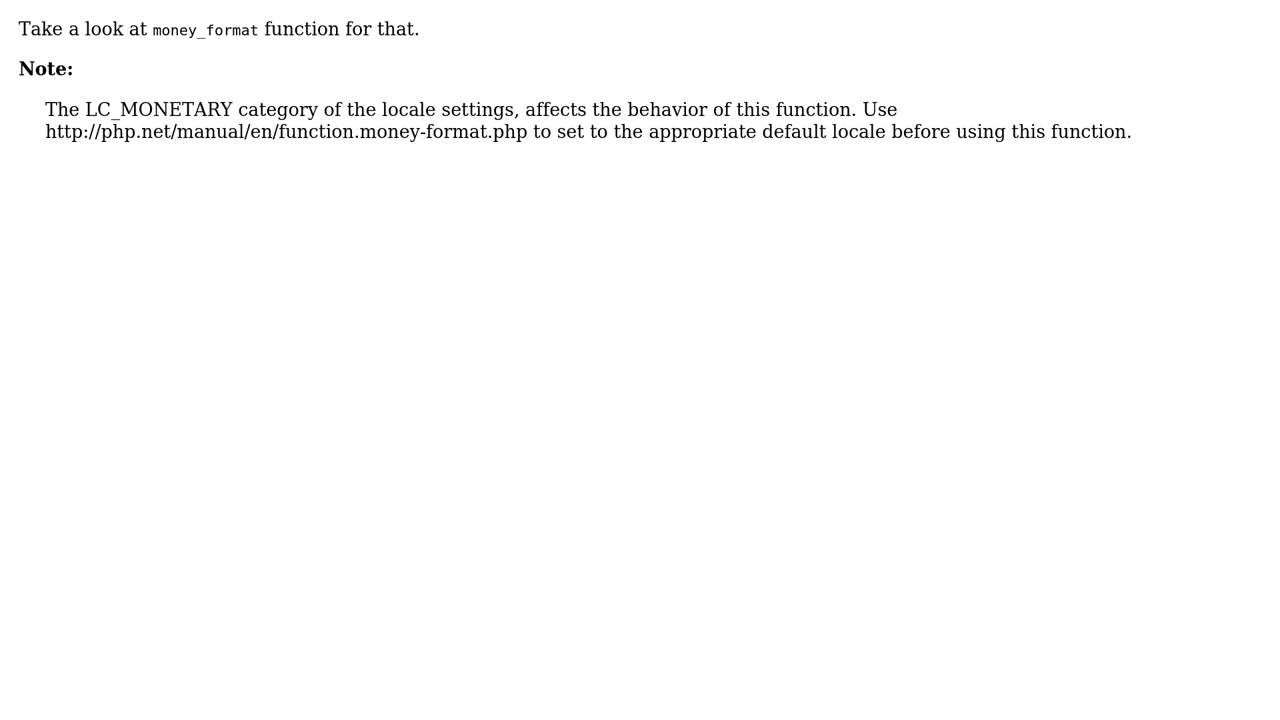 Take a look at money_format function for that.
Note:
The LC_MONETARY category of the locale settings, affects the behavior of this function. Use
http://php.net/manual/en/function.money-format.php to set to the appropriate default locale before using this function.